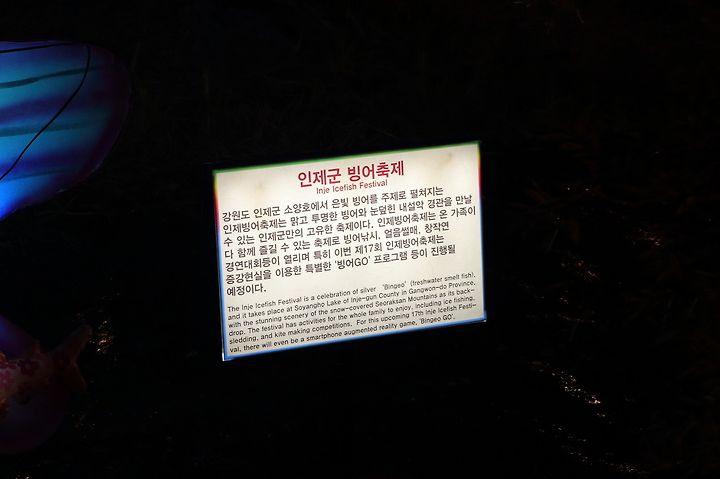 인제군 빙어축제
Inje Icefish Festival
강원도 인제군 소양호에서 은빛 빙어를 주제로 펼쳐지는
인제빙어축제는 맑고 투명한 빙어와 눈덮힌 내설악 경관을 만날
수 있는 인제군만의 고유한 축제이다. 인제빙어축제는 온 가족이
다 함께 즐길 수 있는 축제로 빙어낚시, 얼음썰매, 창작연
경연대회등이 열리며 특히 이번 제17회 인제빙어축제는
증강현실을 이용한 특별한 '빙어GO' 프로그램 등이 진행될
예정이다.
The Inje Icefish Festival is a celebration of silver 'Bingeo' (freshwater smelt fish),
and it takes place at Soyangho Lake of Inje-gun County in Gangwon-do Province,
with the stunning scenery of the snow-covered Seoraksan Mountains as its back-
drop. The festival has activities for the whole family to enjoy, including ice fishing,
sledding, and kite making competitions. For this upcoming 17th Inje Icefish Festi-
val, there will even be a smartphone augmented reality game, 'Bingeo GO'.